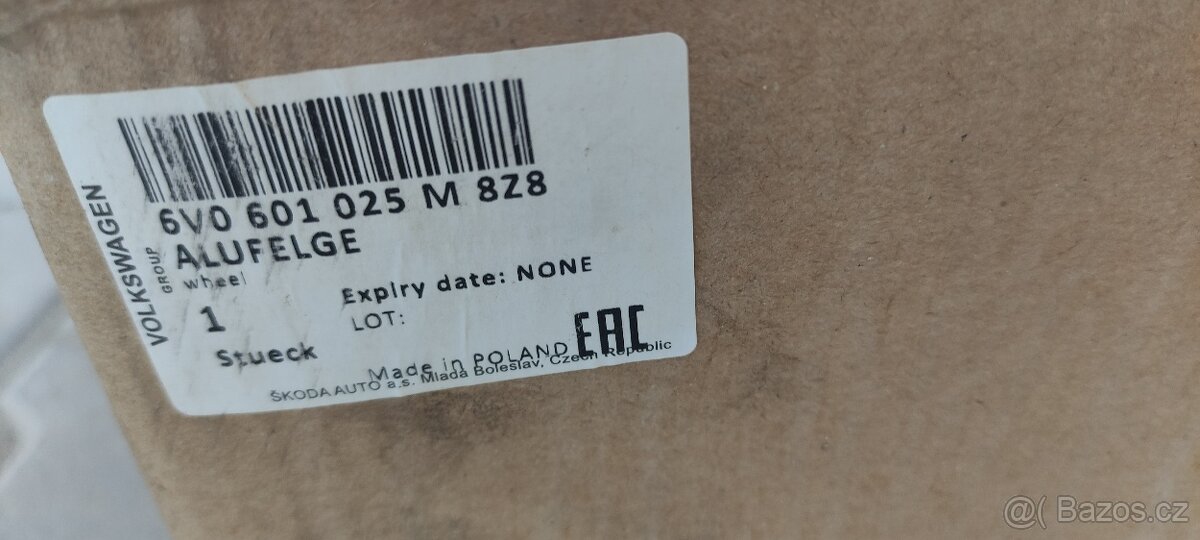 6V0 601 025 M 8Z8
ALUFELGE
wheel
VOLKSWAGEN
GROUP
1
Stueck
Expiry date: NONE
LOT:
EAC
Made in POLAND
ŠKODA AUTO a.s. Mlada Boleslav, Czech Republic
@( Bazos.cz